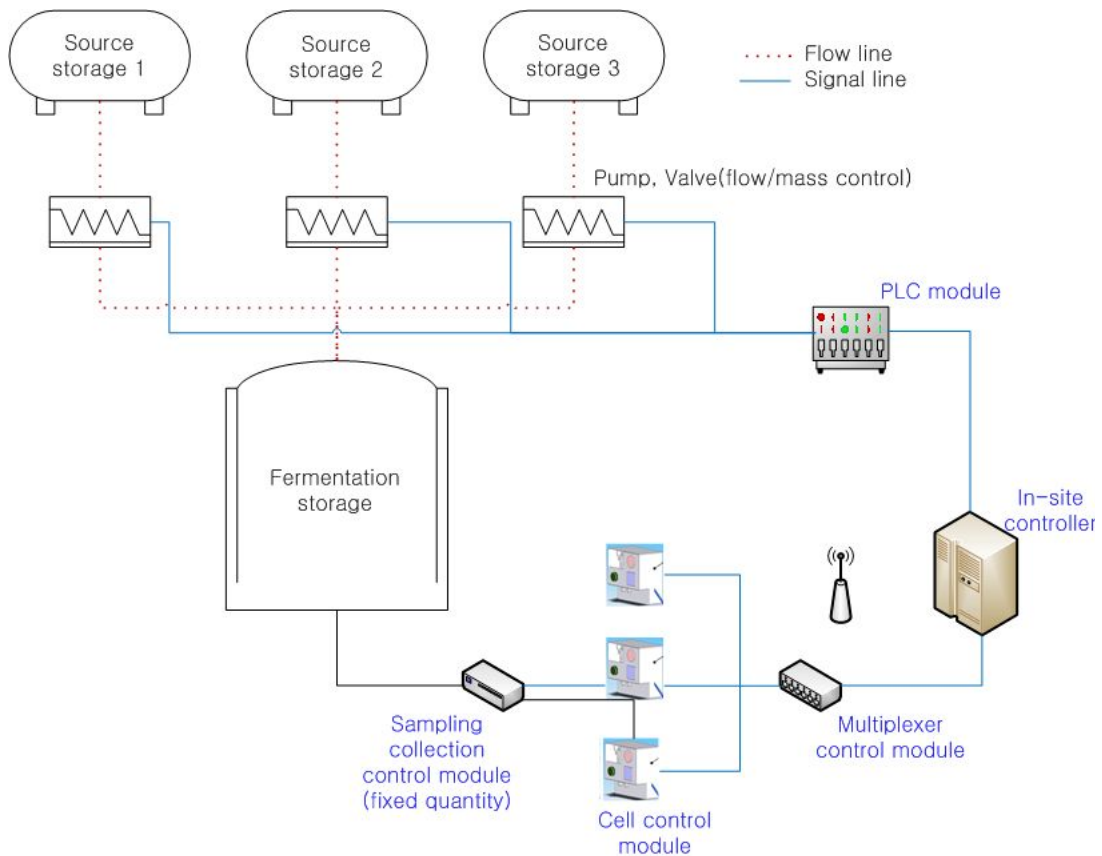 Source
storage 1
Source
storage 2
Source
storage 3
Flow line
Signal line
Pump, Valve(flow/mass control)
PLC module
Fermentation
storage
In-site
controller
Sampling
collection
control module
(fixed quantity)
Multiplexer
control module
Cell control
module